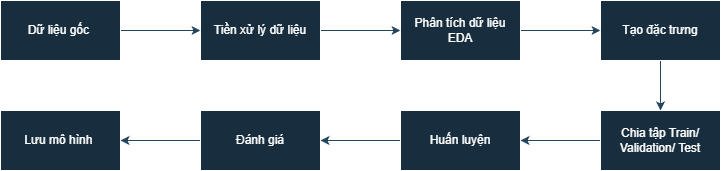 Dữ liệu gốc
Tiền xử lý dữ liệu
Phân tích dữ liệu
EDA
Tạo đặc trưng
Chia tập Train/
Validation/ Test
Huấn luyện
Đánh giá
Lưu mô hình